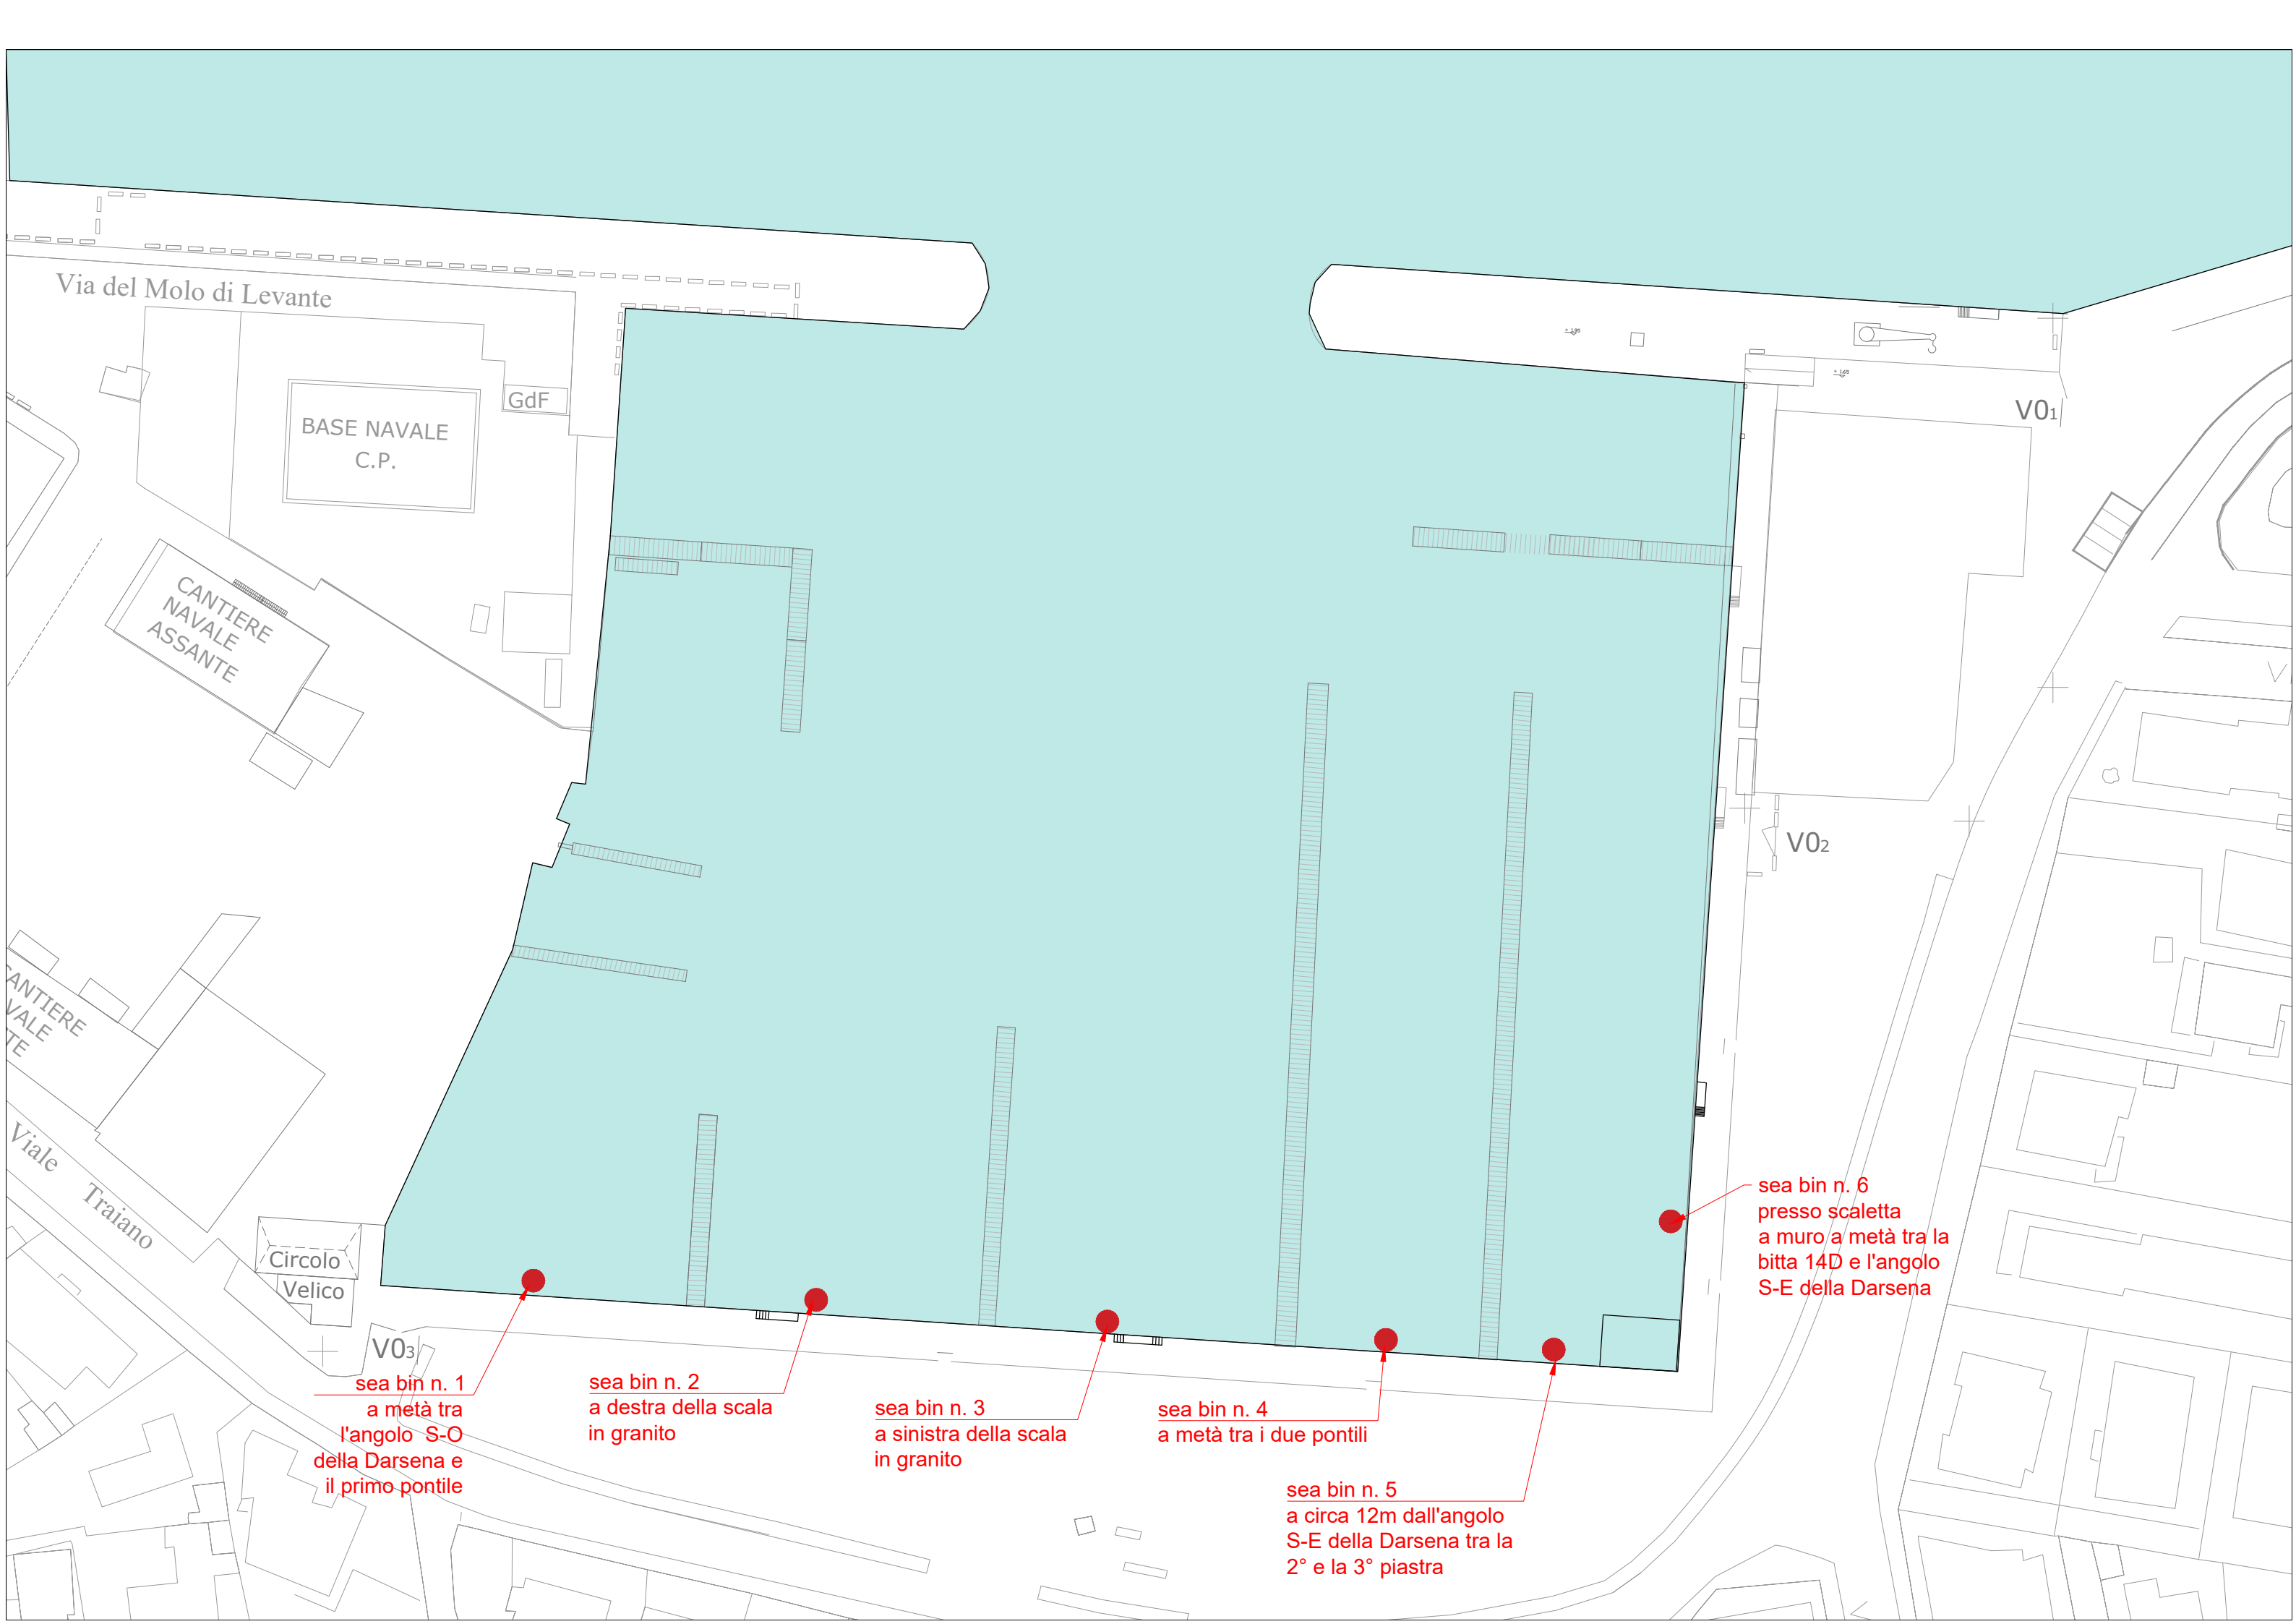 Via del Molo di Levante
GdF
BASE NAVALE
C.P.
V0₁
CANTIERE
NAVALE
ASSANTE
V0₂
CANTIERE
VALE
TE
Viale Traiano
Circolo
Velico
V0₃
sea bin n. 1
a metà tra
l'angolo S-O
della Darsena e
il primo pontile
sea bin n. 2
a destra della scala
in granito
sea bin n. 3
a sinistra della scala
in granito
sea bin n. 4
a metà tra i due pontili
sea bin n. 5
a circa 12m dall'angolo
S-E della Darsena tra la
2° e la 3° piastra
sea bin n. 6
presso scaletta
a muro a metà tra la
bitta 14D e l'angolo
S-E della Darsena